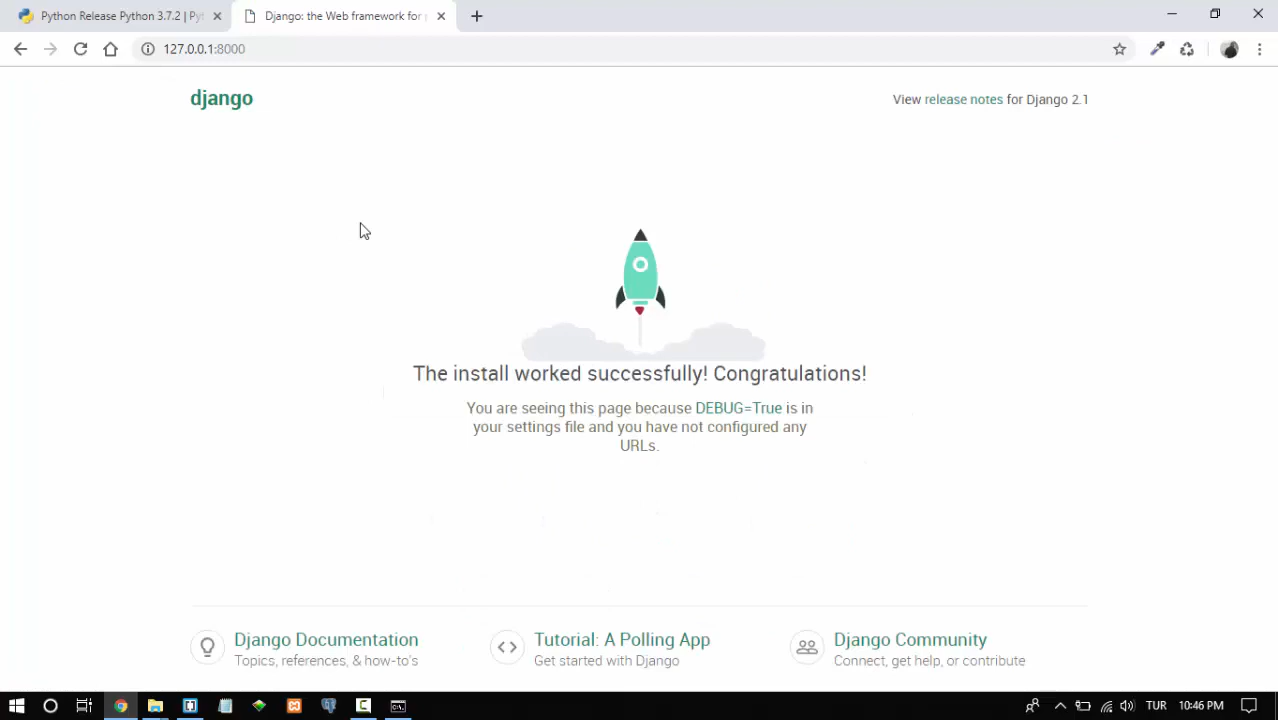 Python Release Python 3.7.2 | Pyt
Django: the Web framework for p
127.0.0.1:8000
django
View release notes for Django 2.1
The install worked successfully! Congratulations!
You are seeing this page because DEBUG=True is in
your settings file and you have not configured any
URLs.
Django Documentation
Topics, references, & how-to's
Tutorial: A Polling App
Get started with Django
Django Community
Connect, get help, or contribute
TUR
10:46 PM